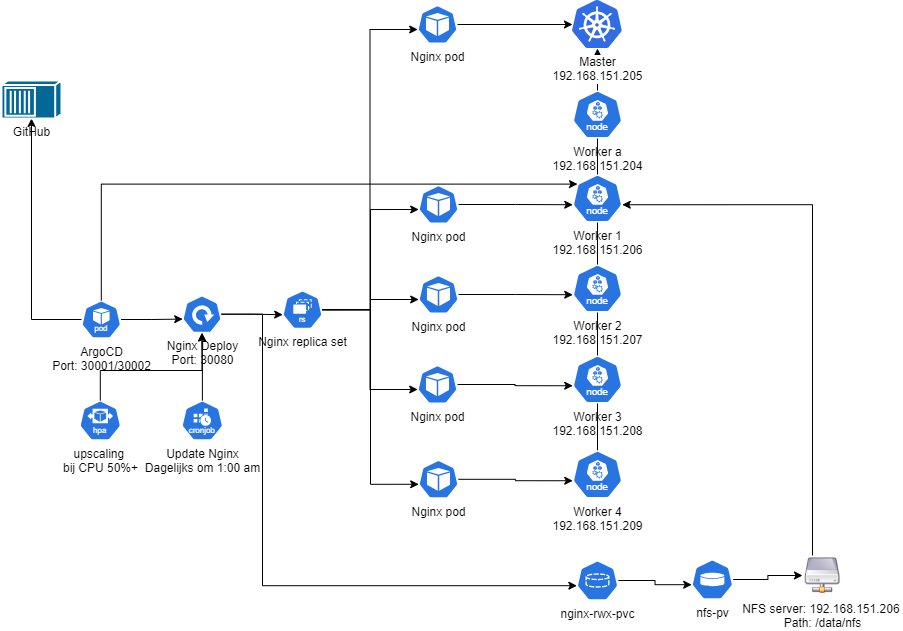 Nginx pod
Master
192.168.151.205
GitHub
node
Worker a
192.168.151.204
node
Nginx pod
Worker 1
192.168.151.206
node
Nginx pod
Worker 2
192.168.151.207
pod
ArgoCD
Port: 30001/30002
Nginx Deploy
Port: 30080
rs
Nginx replica set
node
Nginx pod
Worker 3
192.168.151.208
hpa
upscaling
bij CPU 50%+
cronjob
Update Nginx
Dagelijks om 1:00 am
node
Nginx pod
Worker 4
192.168.151.209
nginx-rwx-pvc
nfs-pv
NFS server: 192.168.151.206
Path: /data/nfs